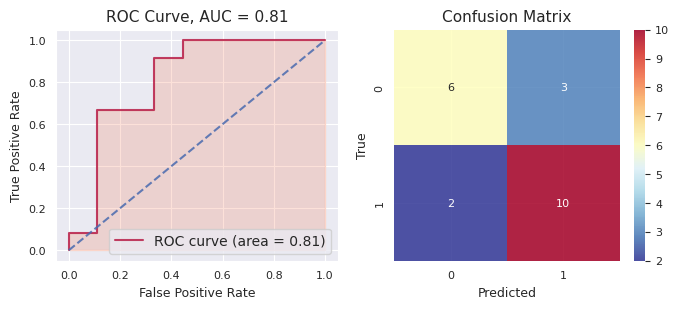 ROC Curve, AUC = 0.81
True Positive Rate
1.0
0.8
0.6
0.4
0.2
0.0
ROC curve (area = 0.81)
0.0 0.2 0.4 0.6 0.8 1.0
False Positive Rate
Confusion Matrix
True
0
1
6 3
2 10
0 1
Predicted
10
9
8
7
6
5
4
3
2